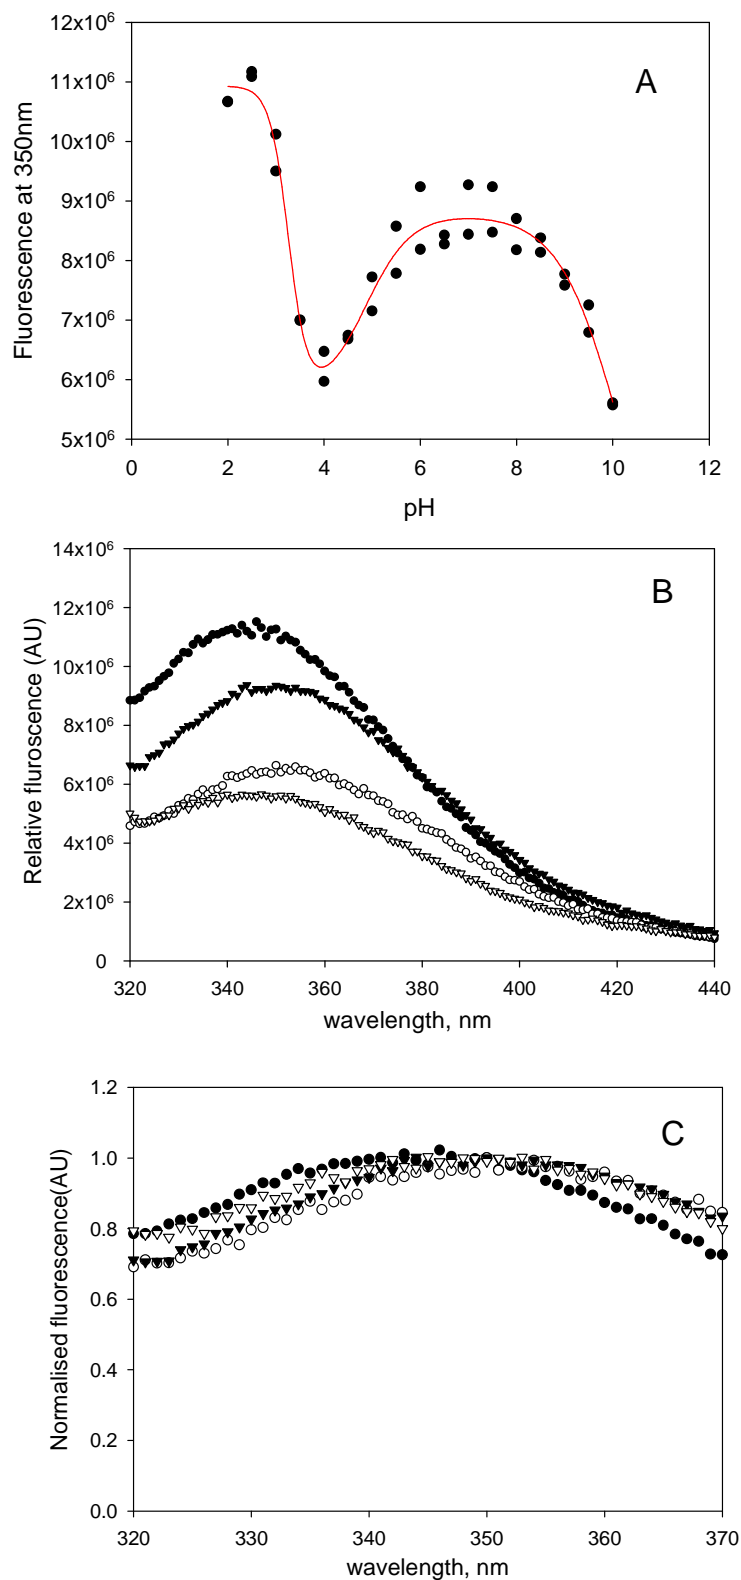 A
Fluorescence at 350nm
12x10⁶
11x10⁶
10x10⁶
9x10⁶
8x10⁶
7x10⁶
6x10⁶
5x10⁶
0 2 4 6 8 10 12
pH
B
Relative fluroscence (AU)
14x10⁶
12x10⁶
10x10⁶
8x10⁶
6x10⁶
4x10⁶
2x10⁶
0
320 340 360 380 400 420 440
wavelength, nm
C
Normalised fluorescence(AU)
1.2
1.0
0.8
0.6
0.4
0.2
0.0
320 330 340 350 360 370
wavelength, nm